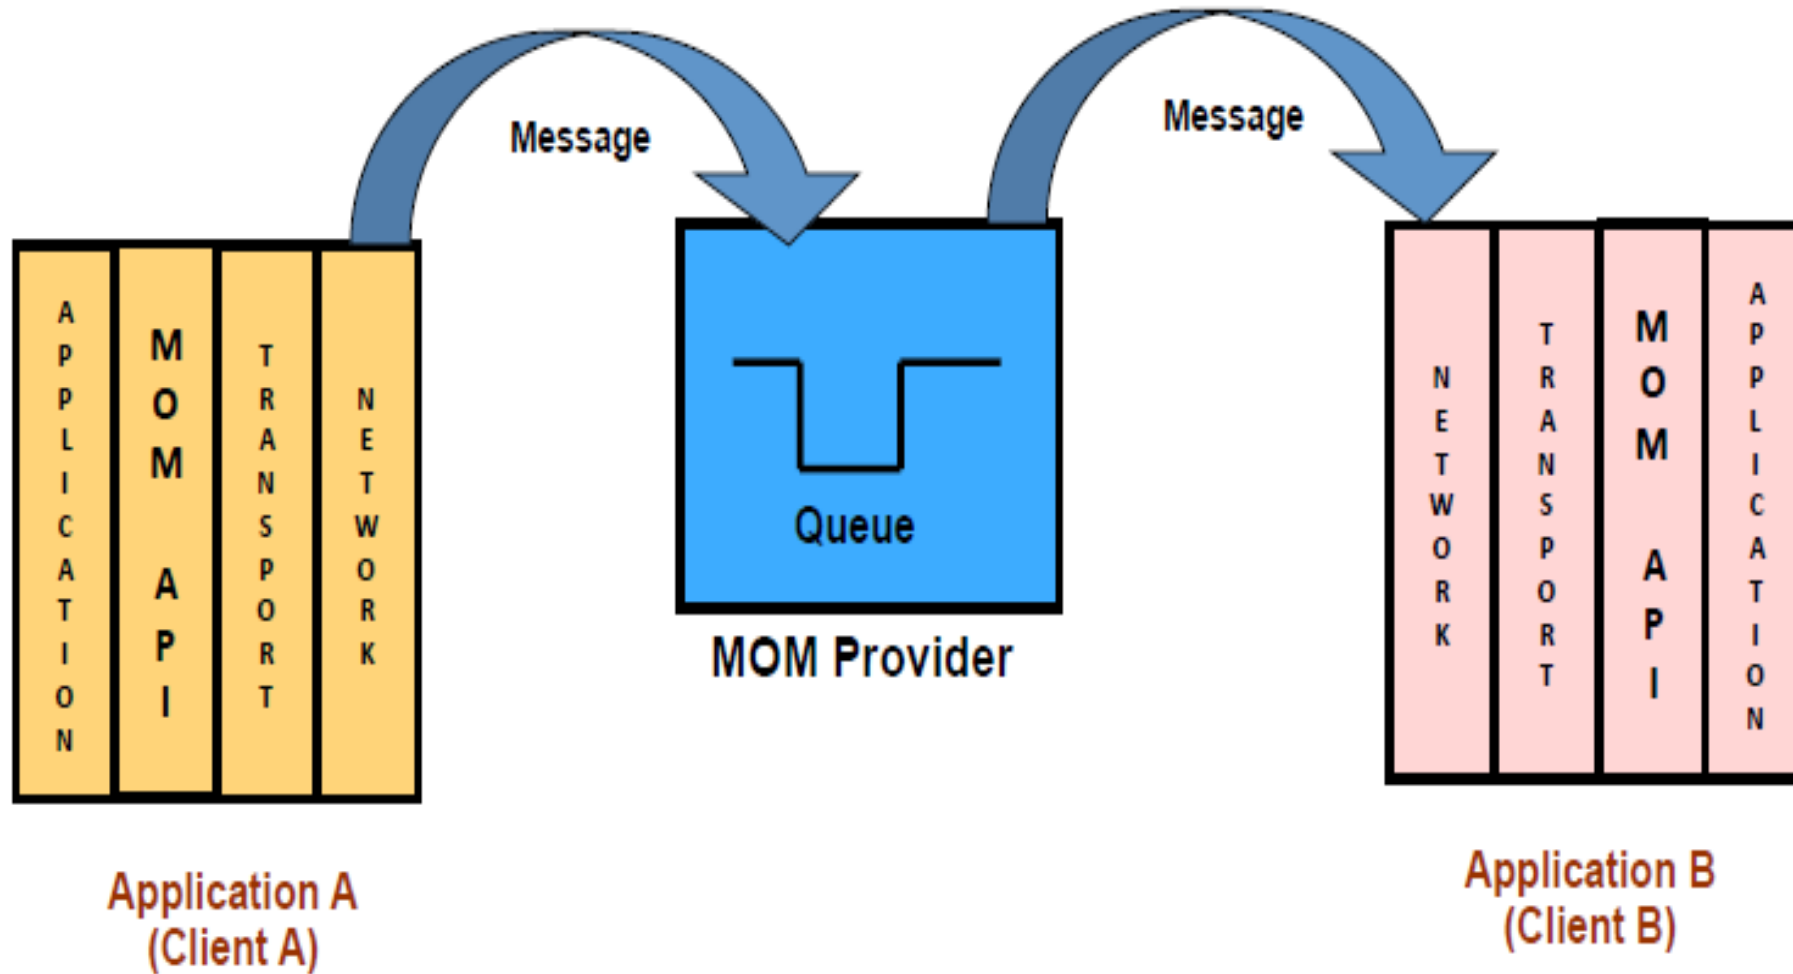 Message
Message
APPLICATION
MOM API
TRANSPORT
NETWORK
Queue
MOM Provider
NETWORK
TRANSPORT
MOM API
APPLICATION
Application A
(Client A)
Application B
(Client B)